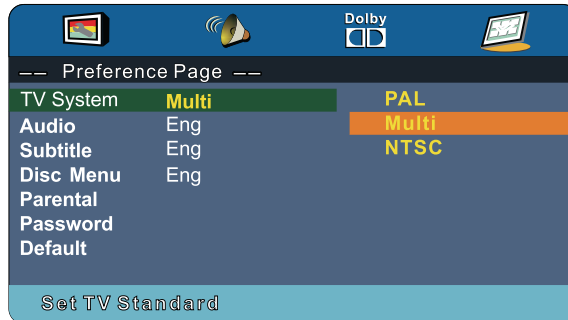 Dolby
-- Preference Page --
TV System Multi PAL
Audio Eng Multi
Subtitle Eng NTSC
Disc Menu Eng
Parental
Password
Default
Set TV Standard